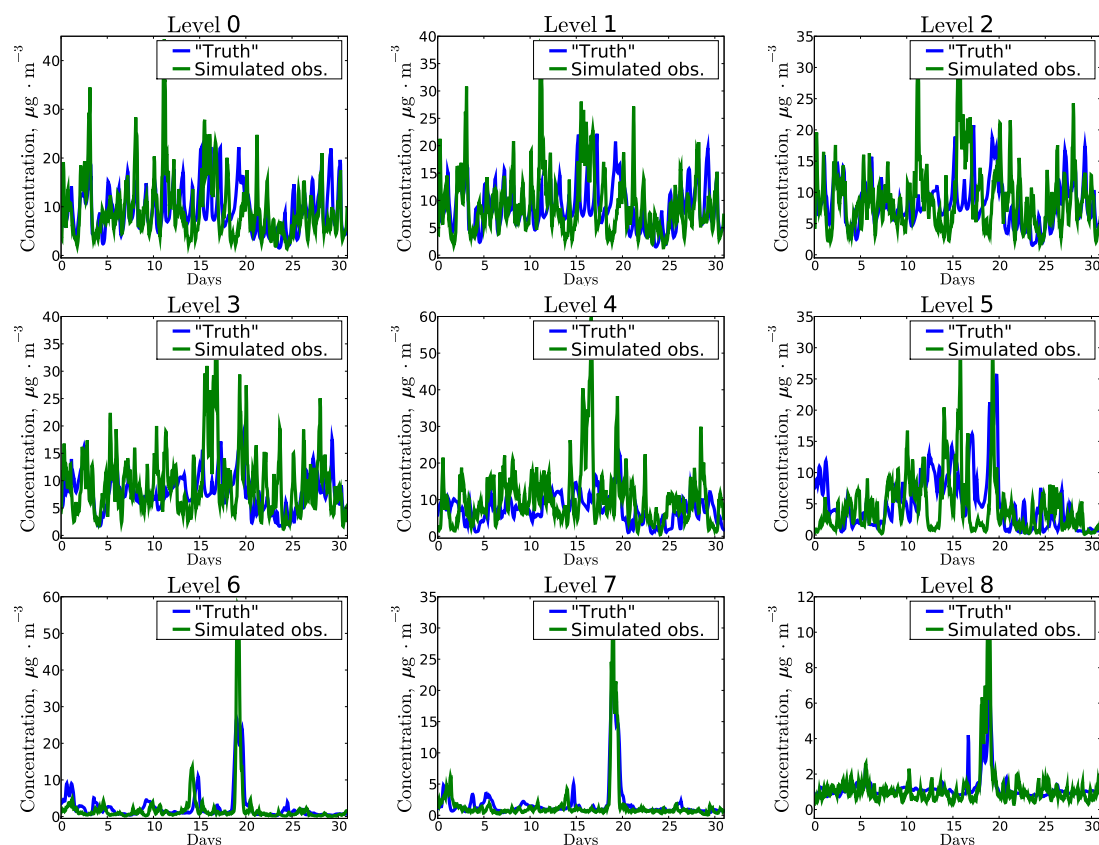 Level 0
Concentration, μg · m⁻³
45
40
30
20
10
0
"Truth"
Simulated obs.
0 5 10 15 20 25 30
Days
Level 1
Concentration, μg · m⁻³
40
35
30
25
20
15
10
5
0
"Truth"
Simulated obs.
0 5 10 15 20 25 30
Days
Level 2
Concentration, μg · m⁻³
35
30
25
20
15
10
5
0
"Truth"
Simulated obs.
0 5 10 15 20 25 30
Days
Level 3
Concentration, μg · m⁻³
40
35
30
25
20
15
10
5
0
"Truth"
Simulated obs.
0 5 10 15 20 25 30
Days
Level 4
Concentration, μg · m⁻³
60
50
40
30
20
10
0
"Truth"
Simulated obs.
0 5 10 15 20 25 30
Days
Level 5
Concentration, μg · m⁻³
35
30
25
20
15
10
5
0
"Truth"
Simulated obs.
0 5 10 15 20 25 30
Days
Level 6
Concentration, μg · m⁻³
60
50
40
30
20
10
0
"Truth"
Simulated obs.
0 5 10 15 20 25 30
Days
Level 7
Concentration, μg · m⁻³
35
30
25
20
15
10
5
0
"Truth"
Simulated obs.
0 5 10 15 20 25 30
Days
Level 8
Concentration, μg · m⁻³
12
10
8
6
4
2
0
"Truth"
Simulated obs.
0 5 10 15 20 25 30
Days